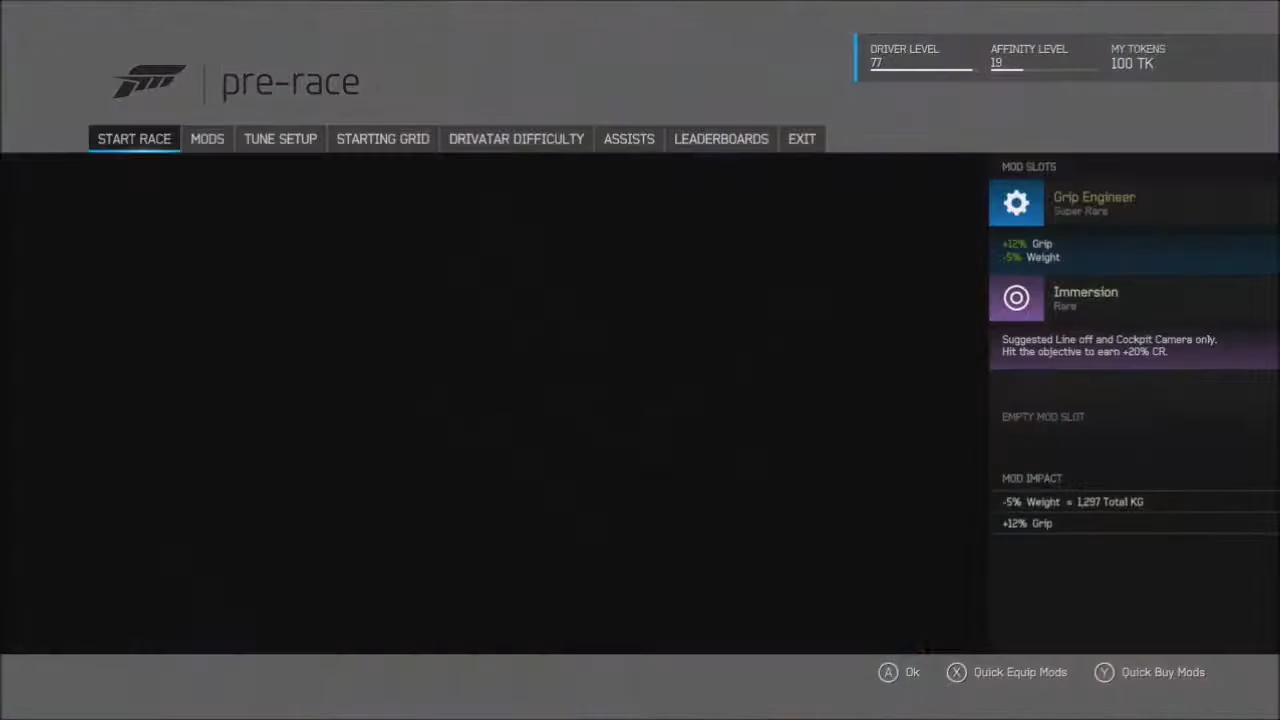 pre-race
DRIVER LEVEL
77
AFFINITY LEVEL
19
MY TOKENS
100 TK
START RACE
MODS
TUNE SETUP
STARTING GRID
DRIVATAR DIFFICULTY
ASSISTS
LEADERBOARDS
EXIT
MOD SLOTS
Grip Engineer
Super Rare
+12% Grip
-5% Weight
Immersion
Rare
Suggested Line off and Cockpit Camera only.
Hit the objective to earn +20% CR.
EMPTY MOD SLOT
MOD IMPACT
-5% Weight = 1,297 Total KG
+12% Grip
A Ok
X Quick Equip Mods
Y Quick Buy Mods